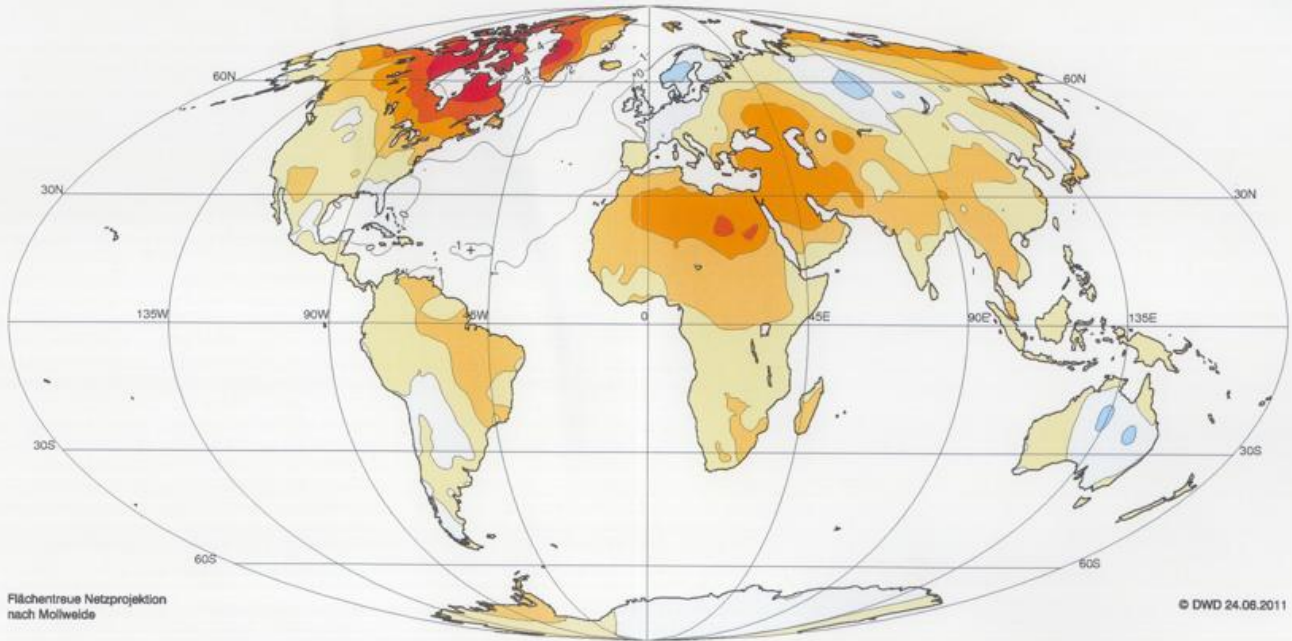 60N
60N
30N
30N
135W
90W
45W
0
45E
90E
135E
30S
30S
60S
60S
1
+
Flächentreue Netzprojektion
nach Mollweide
© DWD 24.06.2011